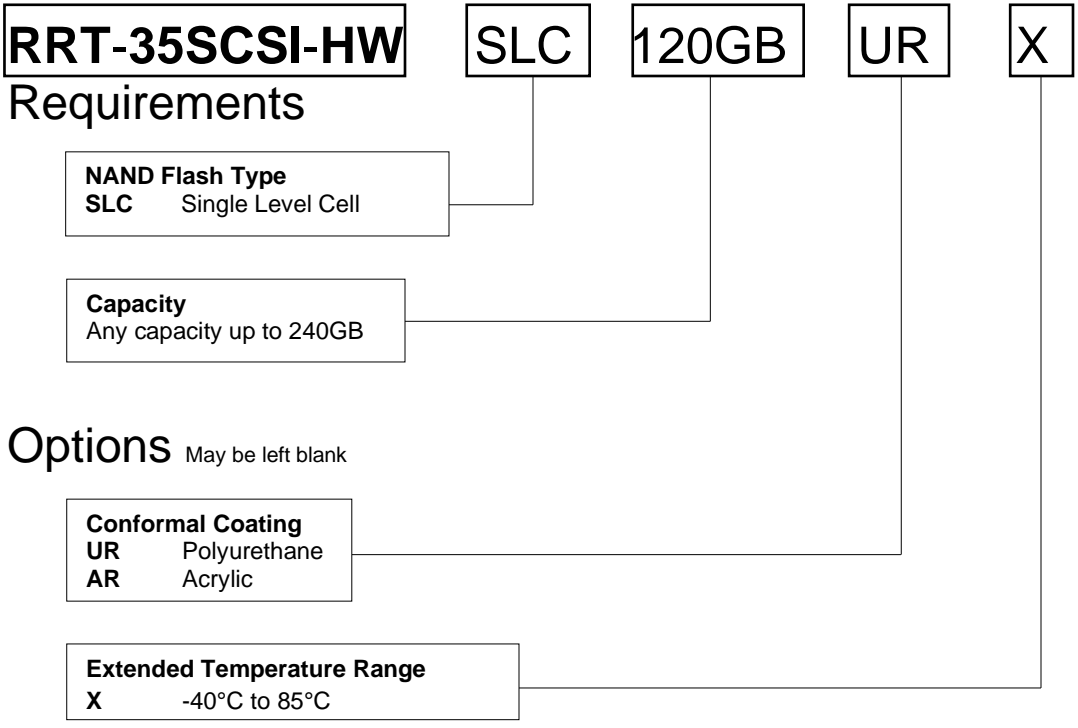 RRT-35SCSI-HW SLC 120GB UR X
Requirements
NAND Flash Type
SLC Single Level Cell
Capacity
Any capacity up to 240GB
Options May be left blank
Conformal Coating
UR Polyurethane
AR Acrylic
Extended Temperature Range
X -40°C to 85°C